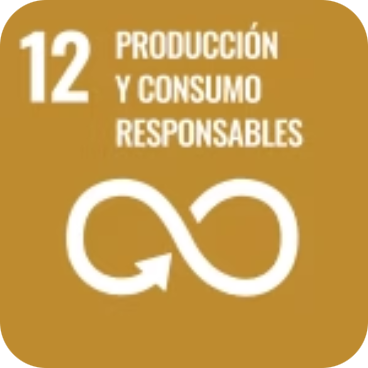 12 PRODUCCIÓN
Y CONSUMO
RESPONSABLES